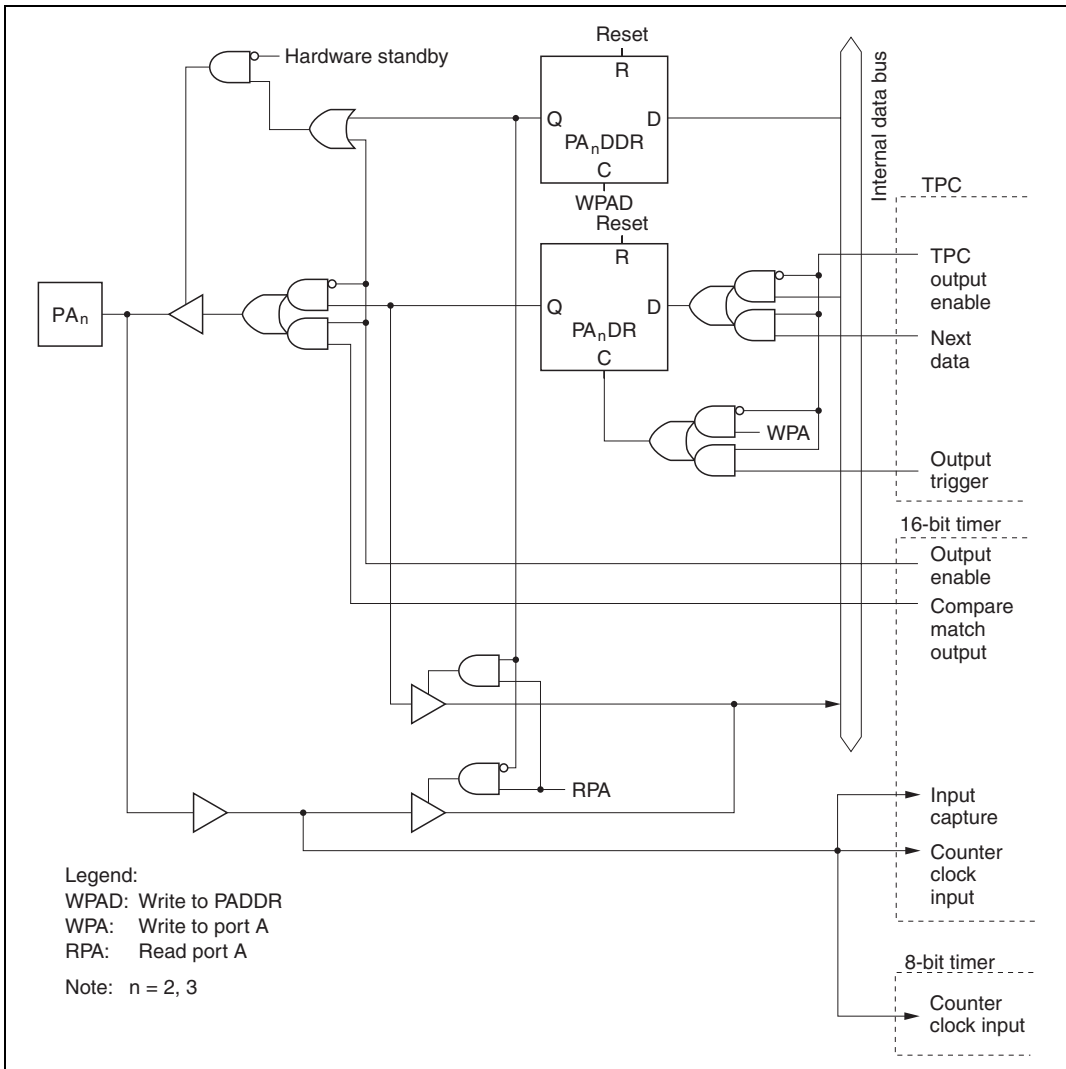 Hardware standby
Reset
R
Q
D
PAnDDR
C
WPAD
Reset
R
Q
D
PAnDR
C
Internal data bus
TPC
TPC
output
enable
Next
data
WPA
Output
trigger
PAn
16-bit timer
Output
enable
Compare
match
output
RPA
Input
capture
Counter
clock
input
8-bit timer
Counter
clock input
Legend:
WPAD: Write to PADDR
WPA: Write to port A
RPA: Read port A
Note: n = 2, 3